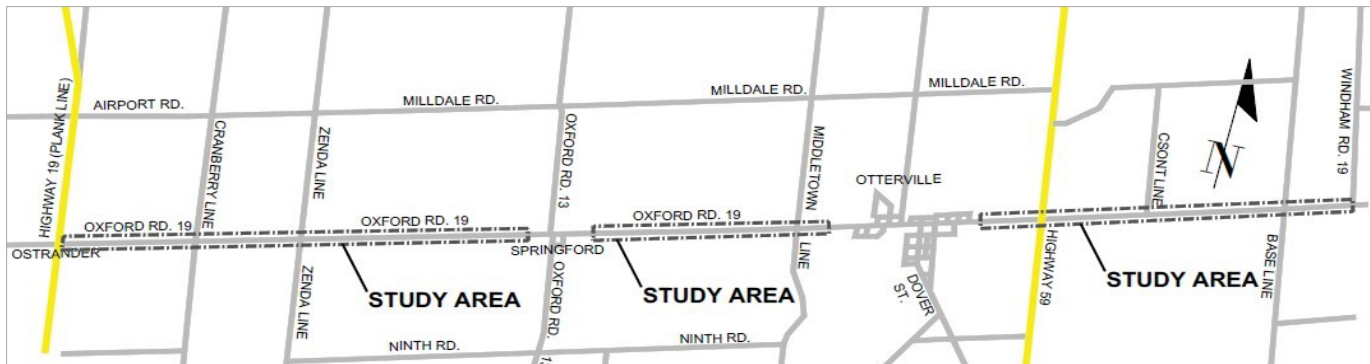 AIRPORT RD.
MILLDALE RD.
MILLDALE RD.
MILLDALE RD.
HIGHWAY 19 (PLANK LINE)
CRANBERRY LINE
ZENDA LINE
OXFORD RD. 13
MIDDLETOWN
LINE
OTTERVILLE
CSONT LINE
N
WINDHAM RD. 19
OXFORD RD. 19
OXFORD RD. 19
OXFORD RD. 19
OSTRANDER
SPRINGFORD
ZENDA LINE
STUDY AREA
OXFORD RD.
STUDY AREA
DOVER
ST.
HIGHWAY 59
STUDY AREA
BASE LINE
NINTH RD.
NINTH RD.